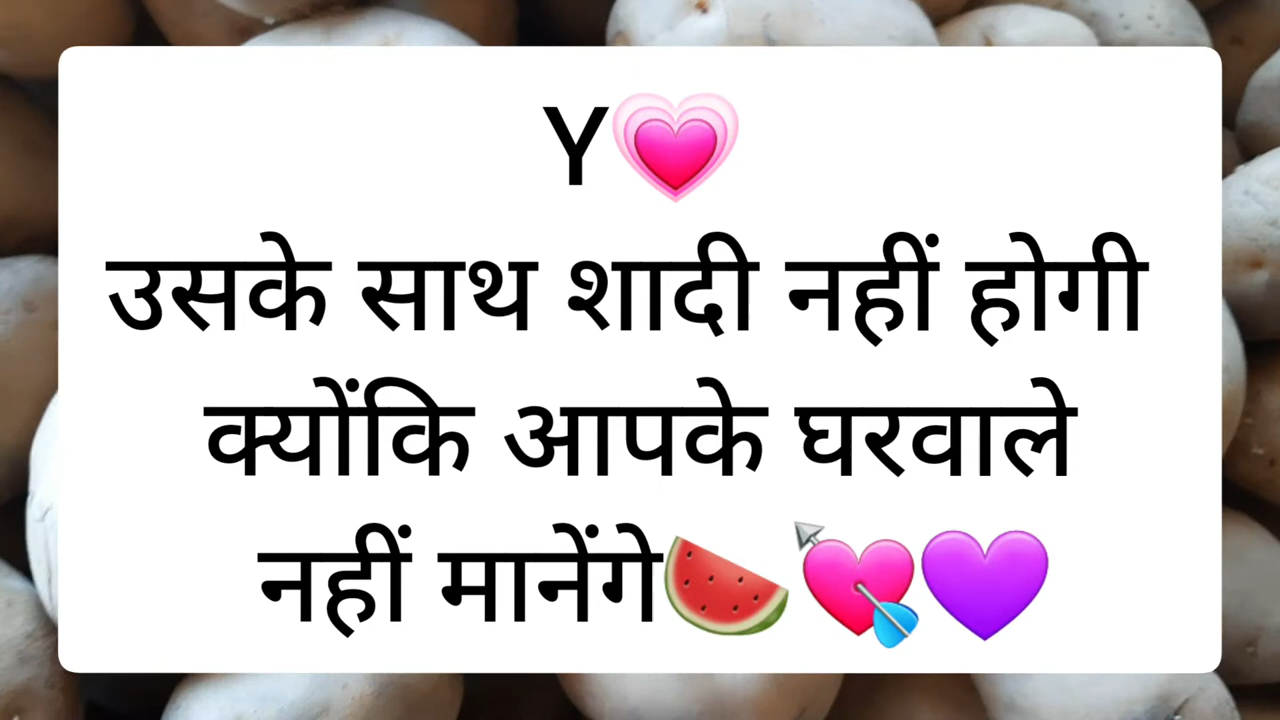 Y💗
उसके साथ शादी नहीं होगी
क्योंकि आपके घरवाले
नहीं मानेंगे🍉💘💜